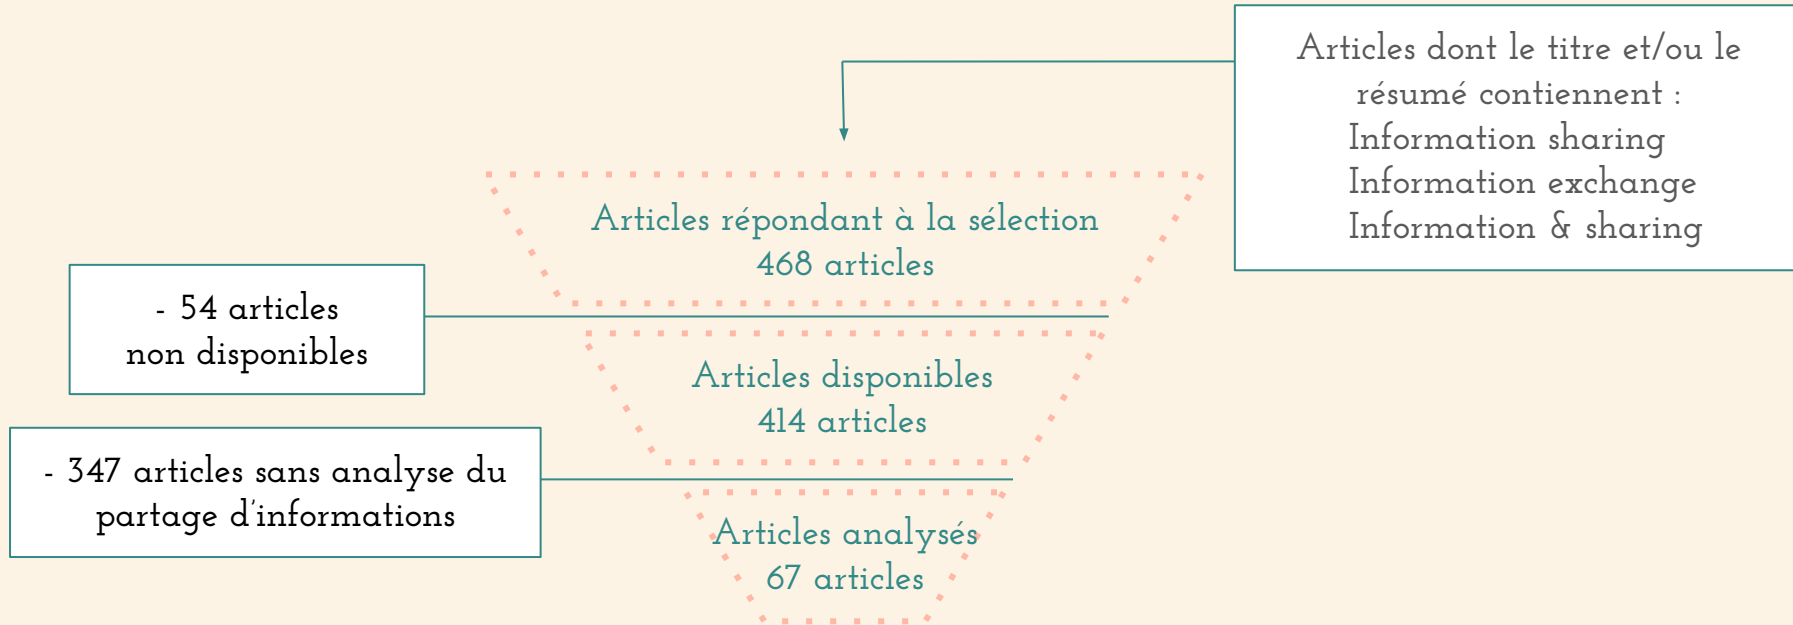 Articles dont le titre et/ou le
résumé contiennent :
Information sharing
Information exchange
Information & sharing
Articles répondant à la sélection
468 articles
- 54 articles
non disponibles
Articles disponibles
414 articles
- 347 articles sans analyse du
partage d'informations
Articles analysés
67 articles